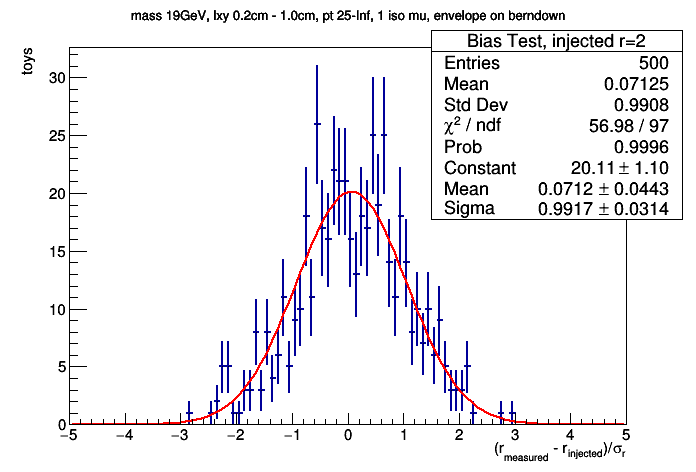 mass 19GeV, lxy 0.2cm - 1.0cm, pt 25-Inf, 1 iso mu, envelope on berndown
Bias Test, injected r=2
Entries 500
Mean 0.07125
Std Dev 0.9908
χ² / ndf 56.98 / 97
Prob 0.9996
Constant 20.11 ± 1.10
Mean 0.0712 ± 0.0443
Sigma 0.9917 ± 0.0314
toys
30
25
20
15
10
5
0
−5 −4 −3 −2 −1 0 1 2 3 4 5
(r_measured - r_injected)/σ_r